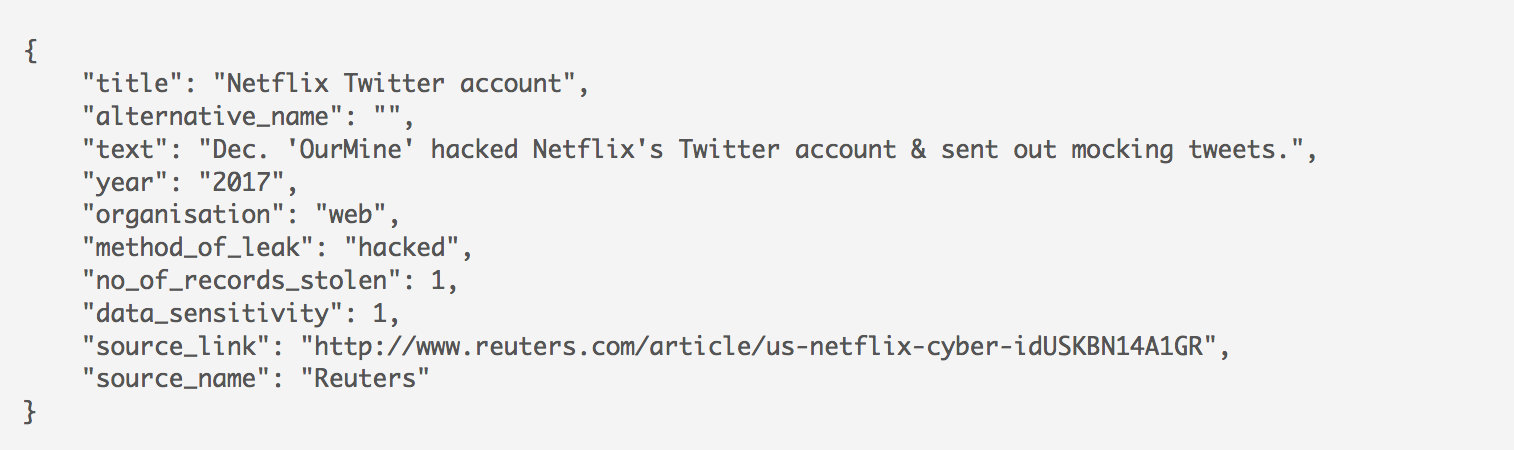 {
    "title": "Netflix Twitter account",
    "alternative_name": "",
    "text": "Dec. 'OurMine' hacked Netflix's Twitter account & sent out mocking tweets.",
    "year": "2017",
    "organisation": "web",
    "method_of_leak": "hacked",
    "no_of_records_stolen": 1,
    "data_sensitivity": 1,
    "source_link": "http://www.reuters.com/article/us-netflix-cyber-idUSKBN14A1GR",
    "source_name": "Reuters"
}